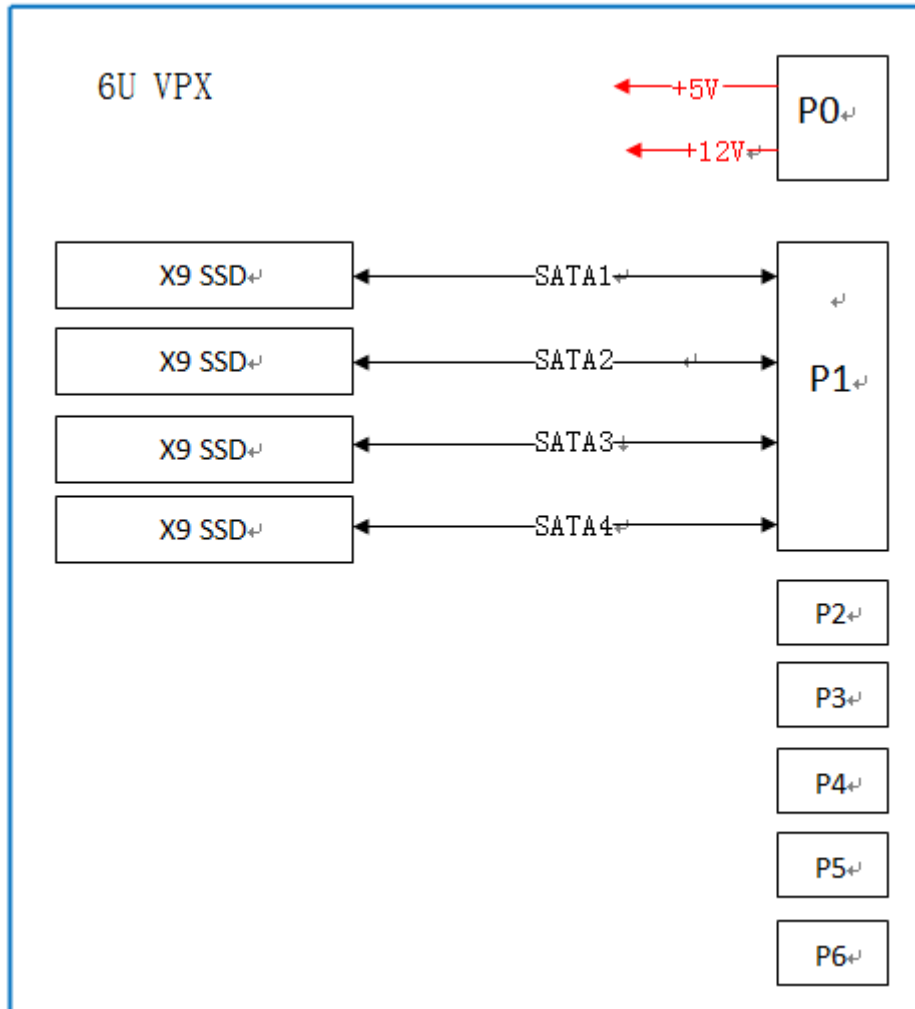 6U VPX
+5V
P0
+12V
X9 SSD
SATA1
X9 SSD
SATA2
P1
X9 SSD
SATA3
X9 SSD
SATA4
P2
P3
P4
P5
P6